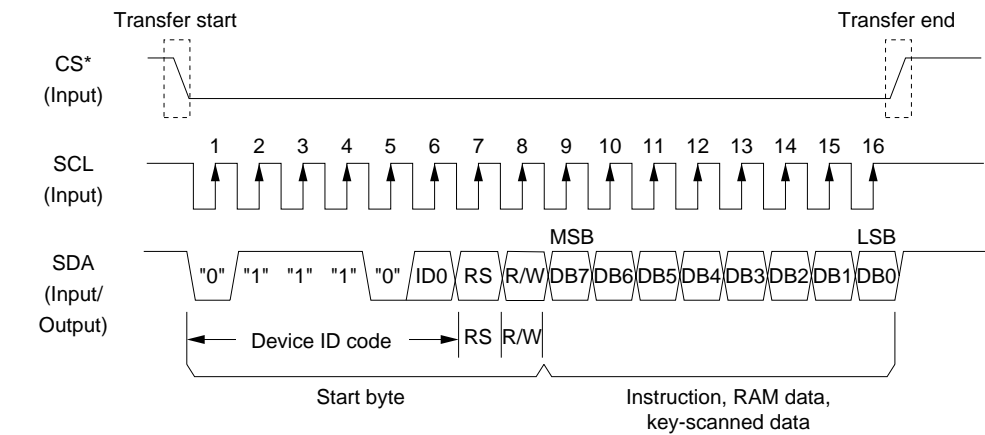 Transfer start
Transfer end
CS*
(Input)
1 2 3 4 5 6 7 8 9 10 11 12 13 14 15 16
SCL
(Input)
MSB
LSB
SDA
(Input/
Output)
"0" "1" "1" "1" "0" ID0 RS R/W DB7 DB6 DB5 DB4 DB3 DB2 DB1 DB0
Device ID code
RS R/W
Start byte
Instruction, RAM data,
key-scanned data